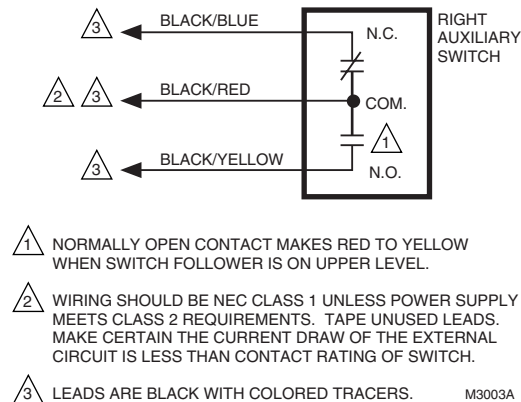 3 BLACK/BLUE N.C. RIGHT
AUXILIARY
SWITCH
2 3 BLACK/RED COM.
1
3 BLACK/YELLOW N.O.
1 NORMALLY OPEN CONTACT MAKES RED TO YELLOW
WHEN SWITCH FOLLOWER IS ON UPPER LEVEL.
2 WIRING SHOULD BE NEC CLASS 1 UNLESS POWER SUPPLY
MEETS CLASS 2 REQUIREMENTS. TAPE UNUSED LEADS.
MAKE CERTAIN THE CURRENT DRAW OF THE EXTERNAL
CIRCUIT IS LESS THAN CONTACT RATING OF SWITCH.
3 LEADS ARE BLACK WITH COLORED TRACERS. M3003A